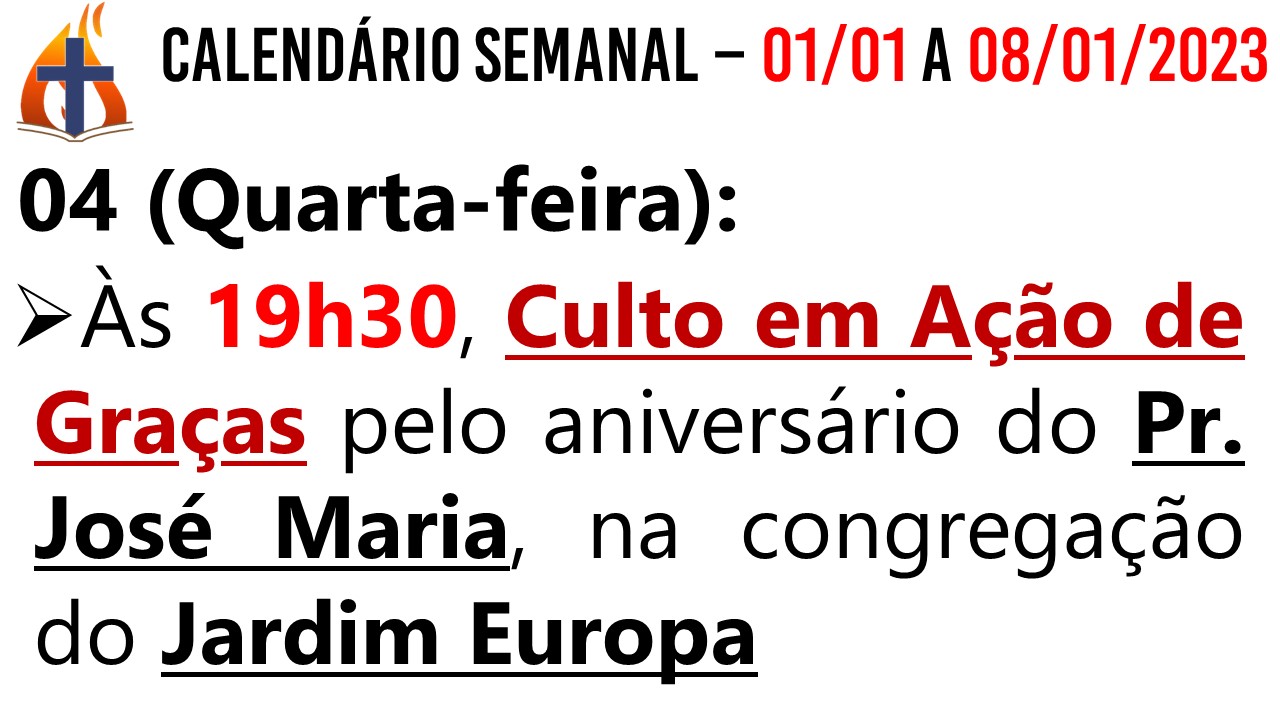 CALENDÁRIO SEMANAL – 01/01 A 08/01/2023
04 (Quarta-feira):
➢Às 19h30, Culto em Ação de
Graças pelo aniversário do Pr.
José Maria, na congregação
do Jardim Europa